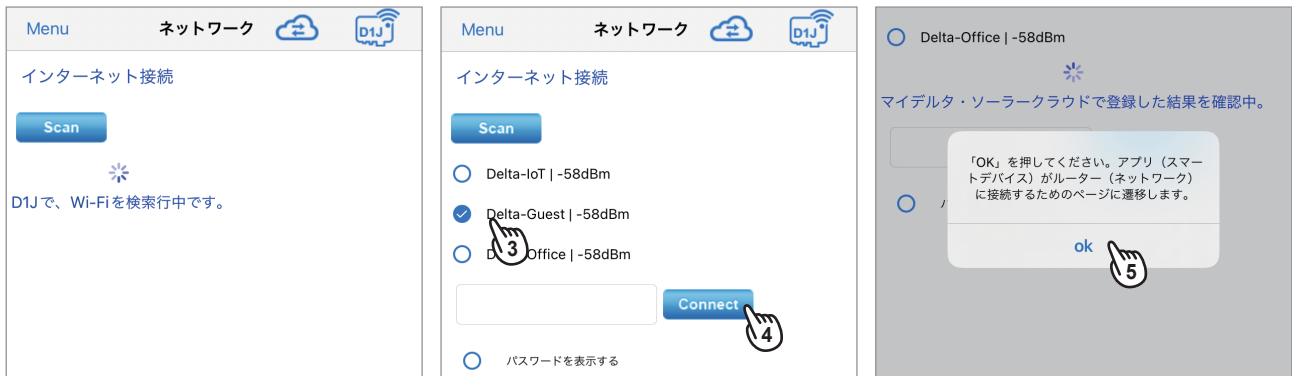 Menu ネットワーク D1J
インターネット接続
Scan
D1Jで、Wi-Fiを検索行中です。
Menu ネットワーク D1J
インターネット接続
Scan
Delta-IoT | -58dBm
Delta-Guest | -58dBm
3
Office | -58dBm
Connect
4
パスワードを表示する
Delta-Office | -58dBm
マイデルタ・ソーラークラウドで登録した結果を確認中。
「OK」を押してください。アプリ（スマー
トデバイス）がルーター（ネットワーク）
に接続するためのページに遷移します。
ok
5